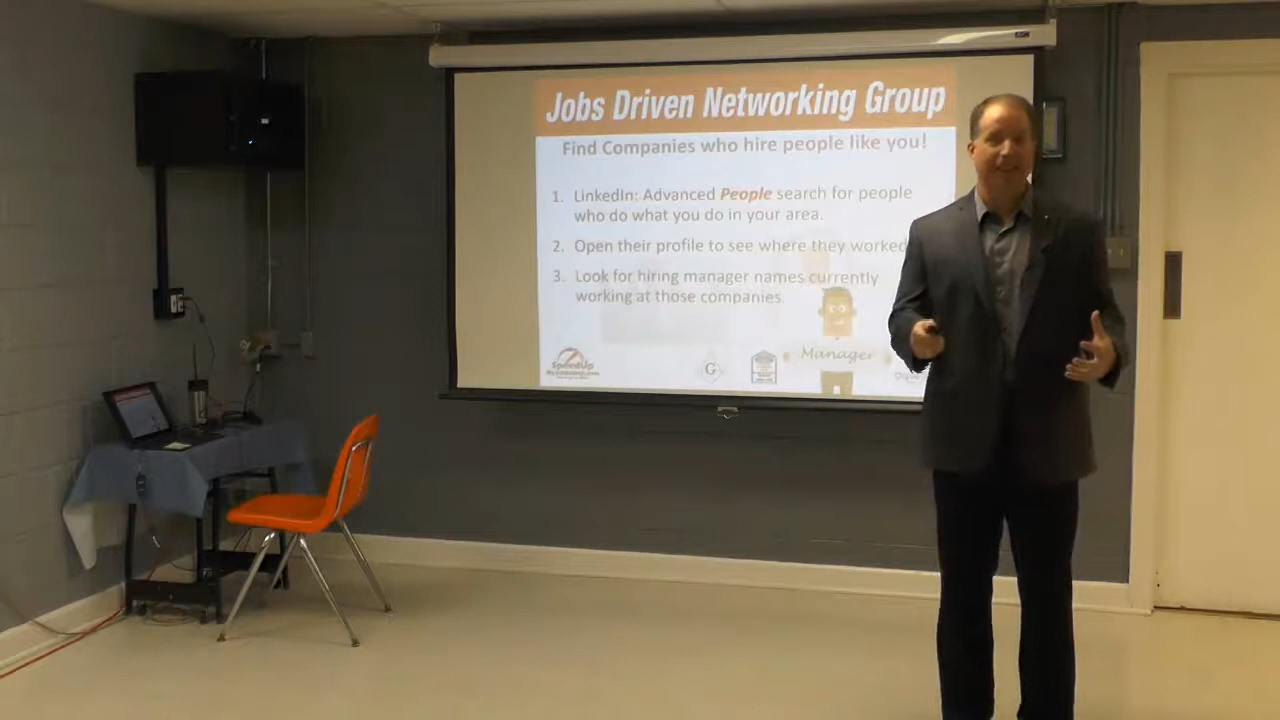 Jobs Driven Networking Group
Find Companies who hire people like you!
1. LinkedIn: Advanced People search for people
who do what you do in your area.
2. Open their profile to see where they worked
3. Look for hiring manager names currently
working at those companies.
Manager
SpeedUp
G